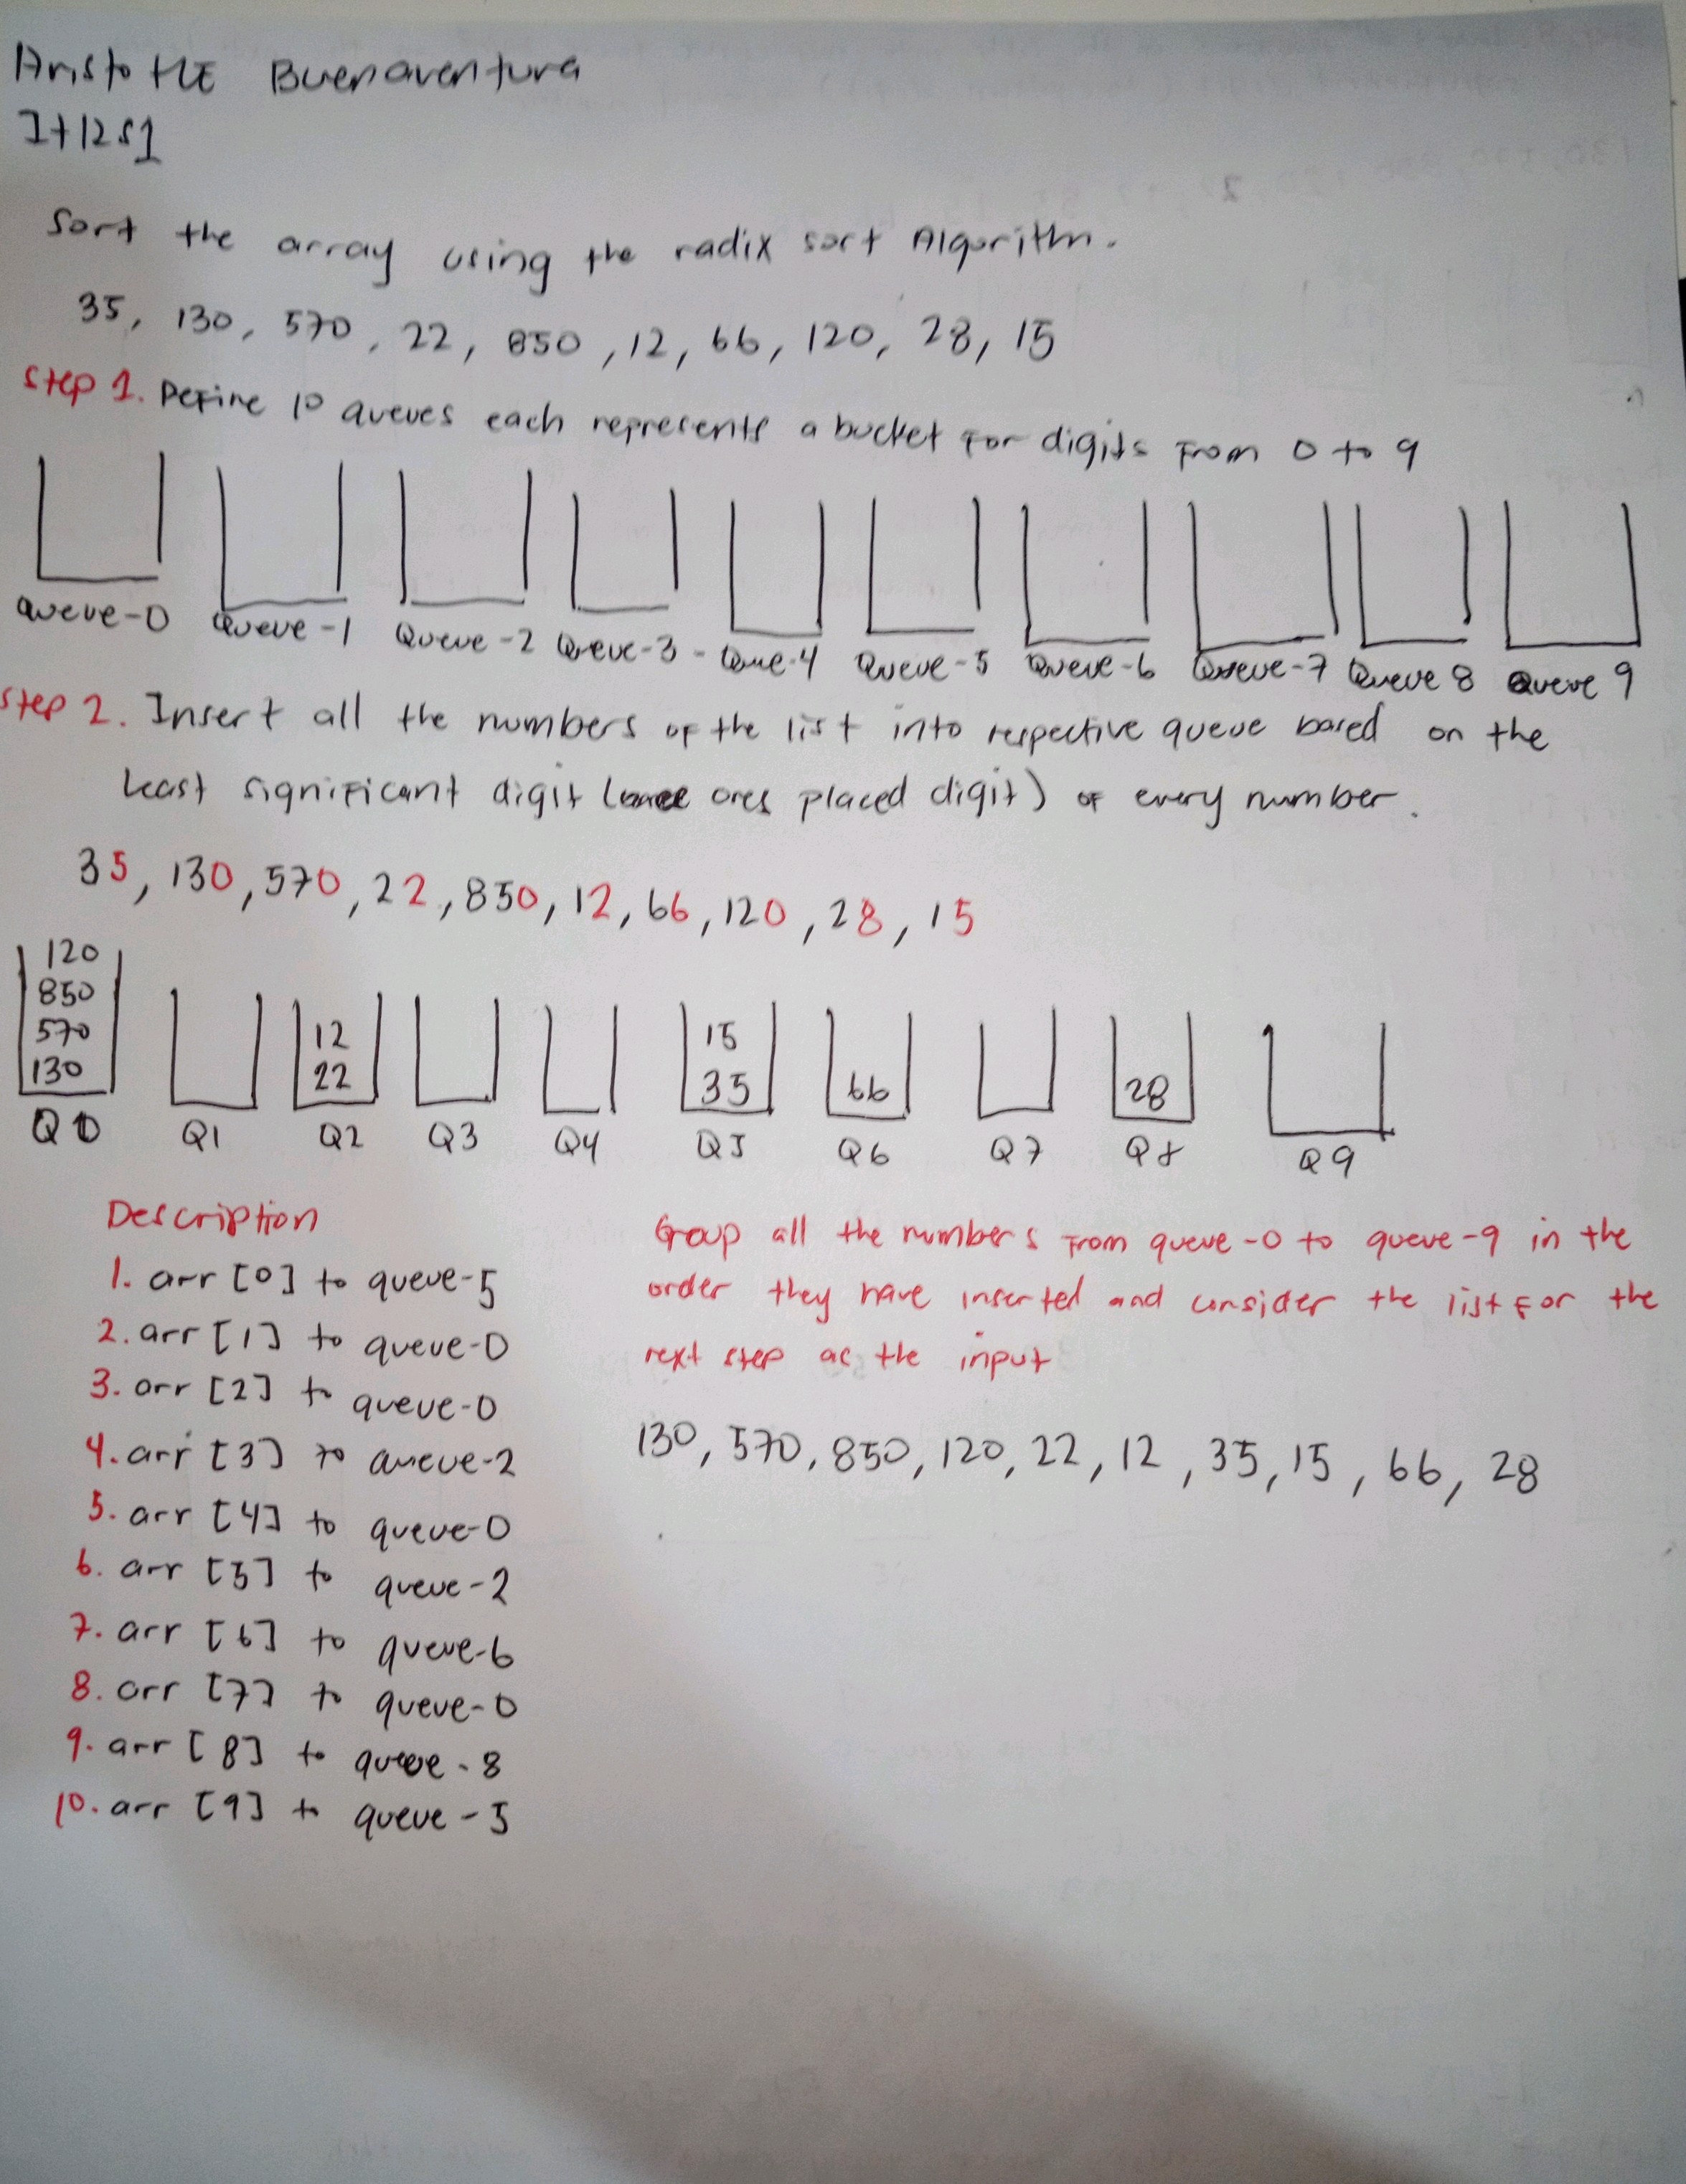 Aristotle Buenaventura
It12s1
Sort the array using the radix sort Algorithm.
35, 130, 570, 22, 850, 12, 66, 120, 28, 15
Step 1. Define 10 queues each represents a bucket for digits from 0 to 9
queue-0 Queue-1 Queue-2 Queue-3 - Que-4 Queue-5 Queue-6 Queue-7 Queue 8 Queue 9
Step 2. Insert all the numbers of the list into respective queue based on the
least significant digit ( ones placed digit) of every number.
35, 130, 570, 22, 850, 12, 66, 120, 28, 15
120
850
570 12 15
130 22 35 66 28
Q0 Q1 Q2 Q3 Q4 Q5 Q6 Q7 Q8 Q9
Description
1. arr [0] to queue-5
2. arr [1] to queue-0
3. arr [2] to queue-0
4. arr [3] to queue-2
5. arr [4] to queue-0
6. arr [5] to queue-2
7. arr [6] to queue-6
8. arr [7] to queue-0
9. arr [8] to queue-8
10. arr [9] to queue-5
Group all the numbers from queue-0 to queue-9 in the
order they have inserted and consider the list for the
next step as the input
130, 570, 850, 120, 22, 12, 35, 15, 66, 28